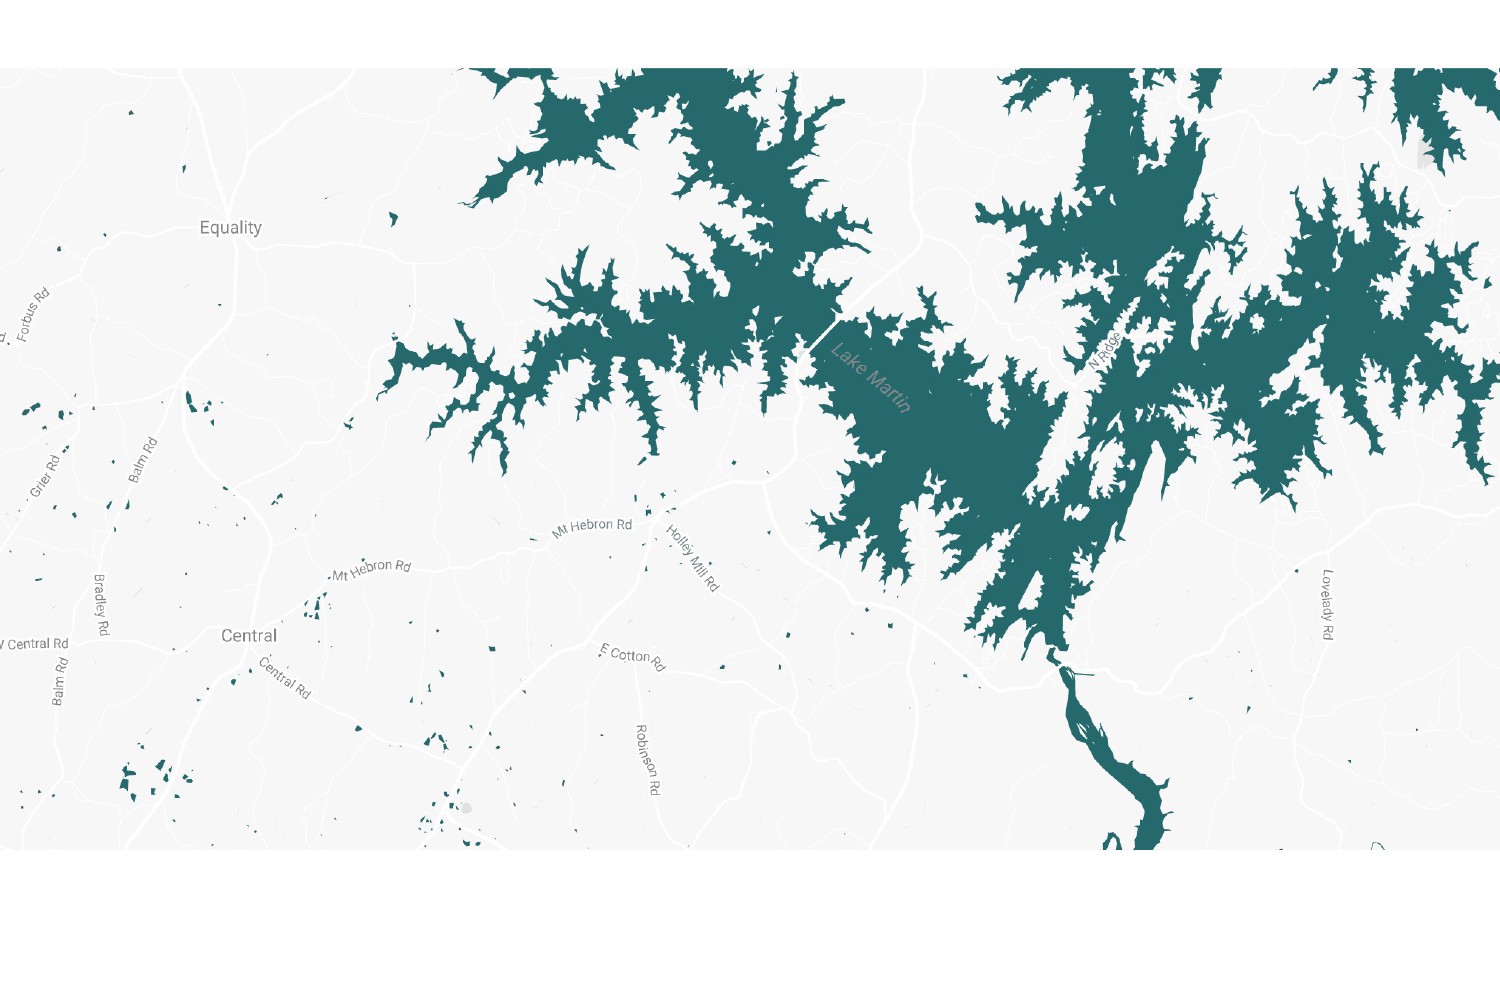 Equality
Forbus Rd
Lake Martin
N Ridge
Balm Rd
Grier Rd
Mt Hebron Rd
Holley Mill Rd
Mt Hebron Rd
Bradley Rd
Lovelady Rd
Central
Central Rd
E Cotton Rd
Balm Rd
Central Rd
Robinson Rd